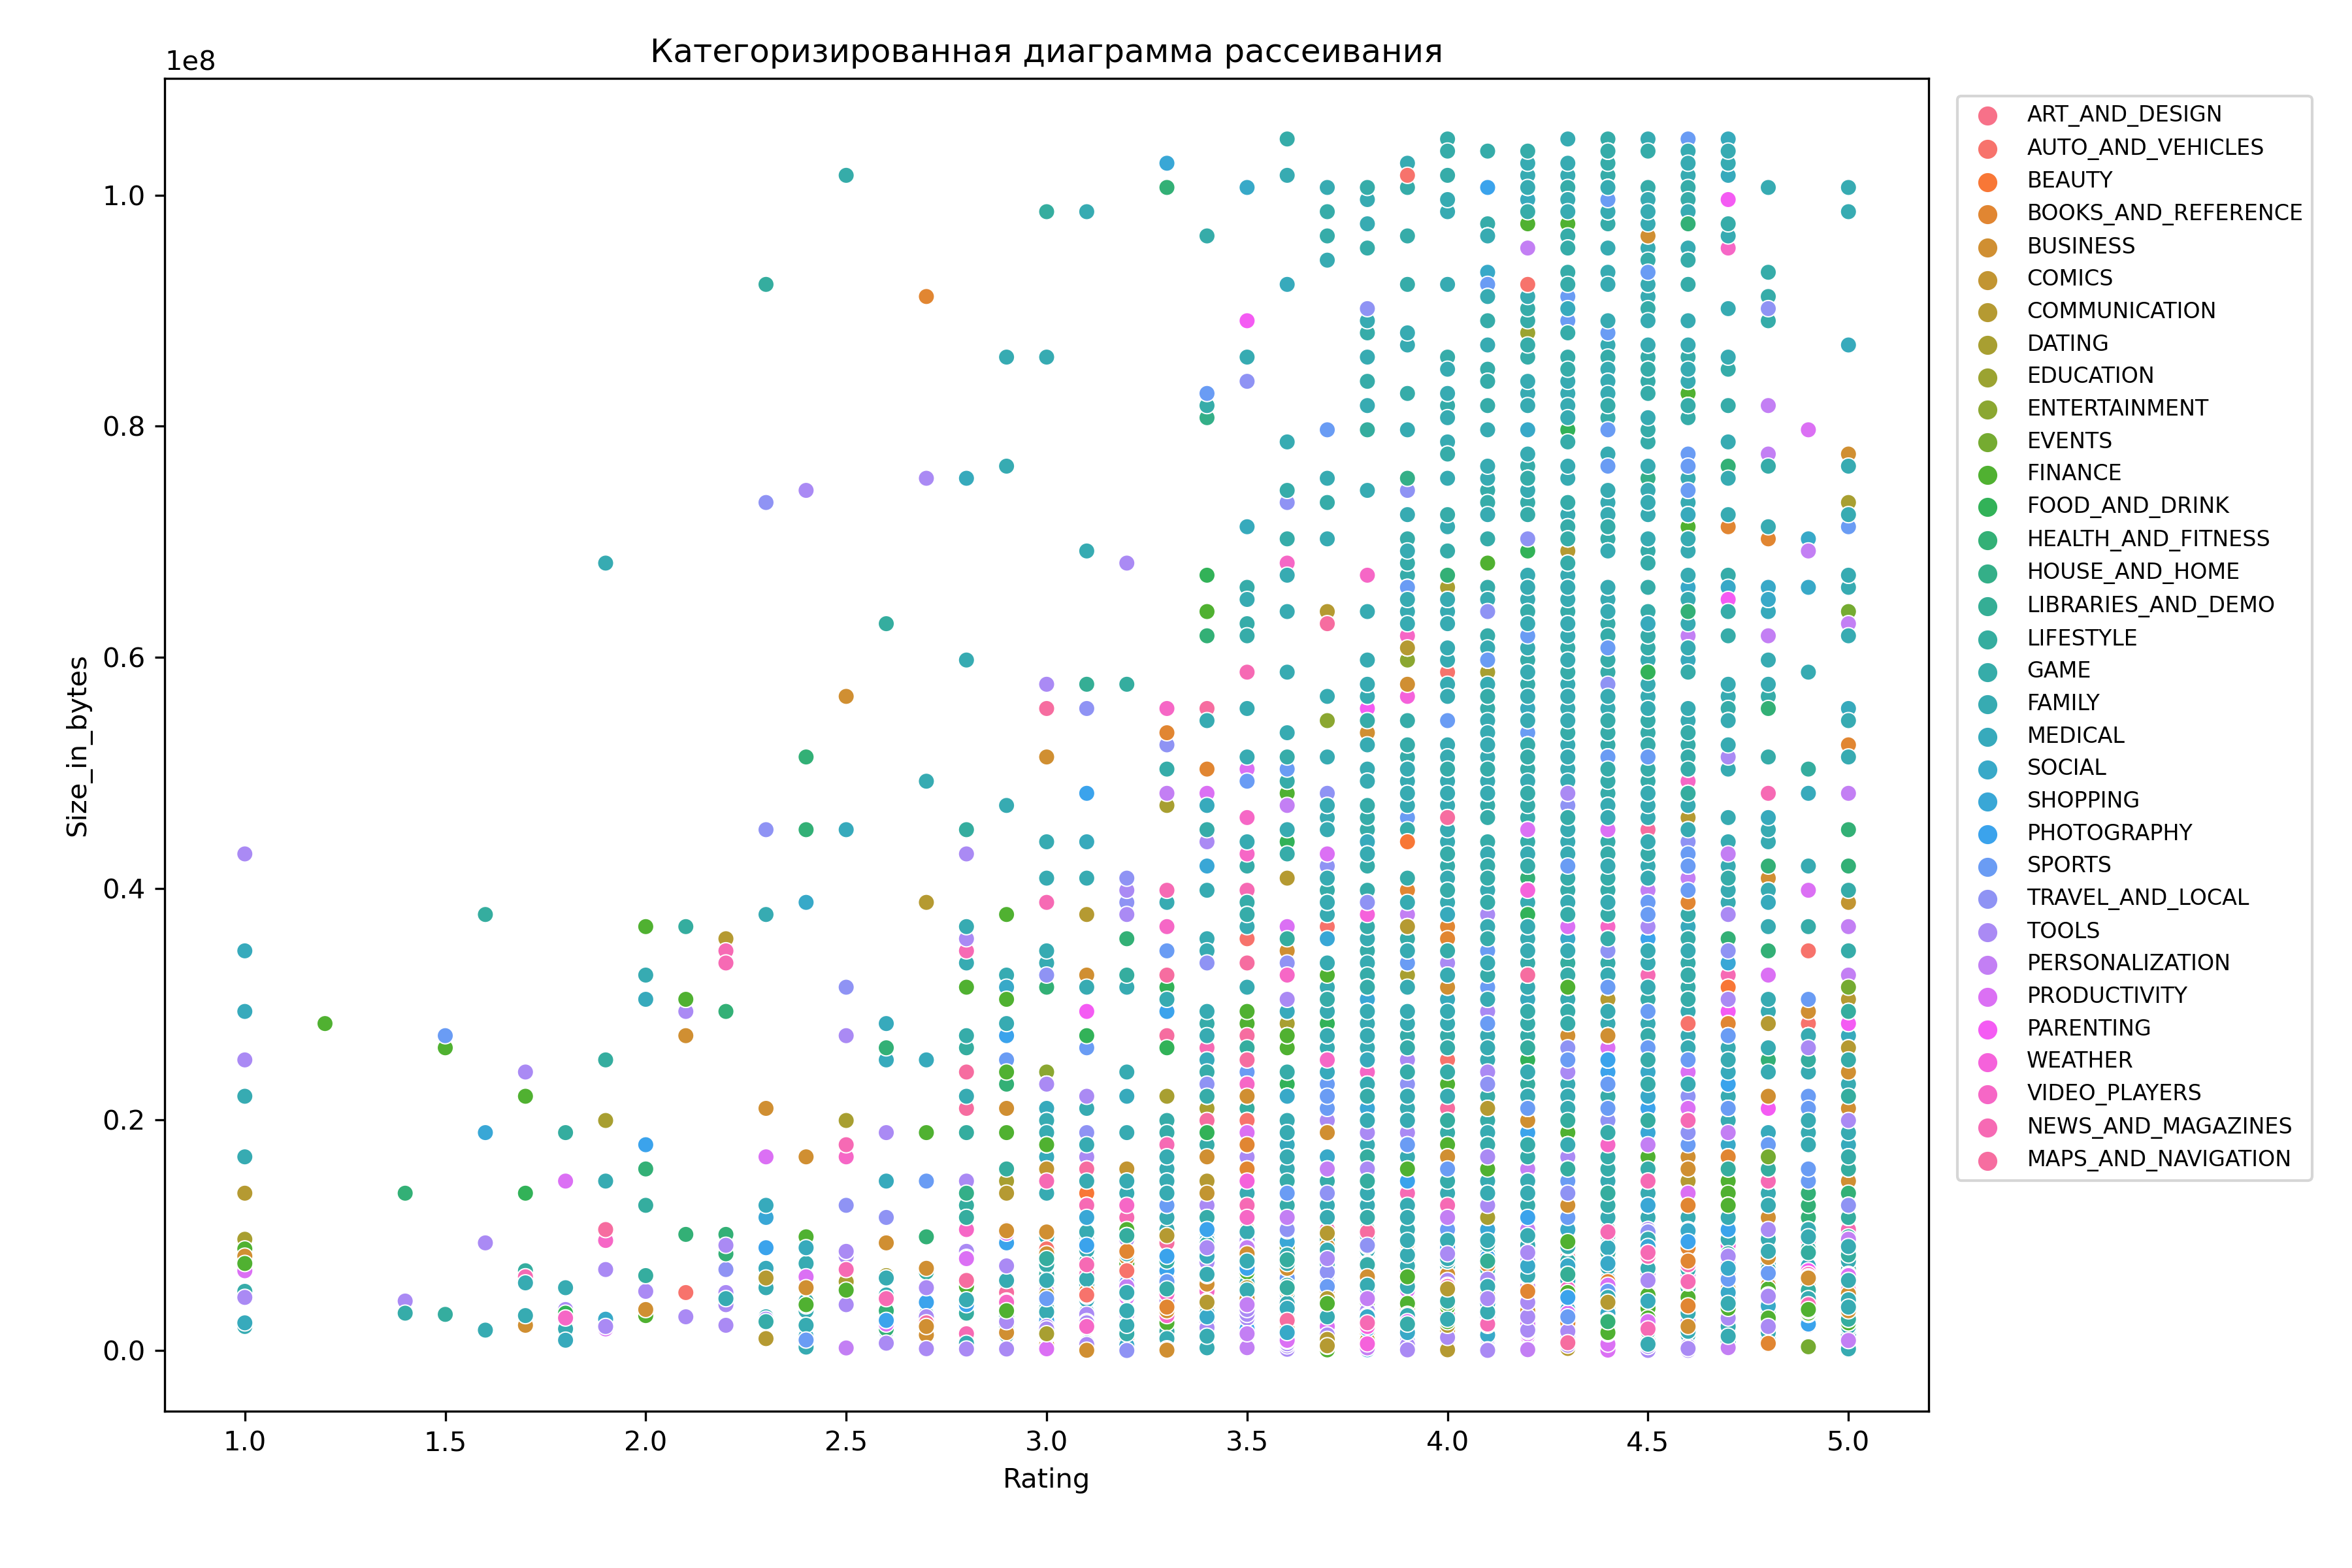 Категоризированная диаграмма рассеивания
1e8
1.0
0.8
0.6
0.4
0.2
0.0
Size_in_bytes
1.0 1.5 2.0 2.5 3.0 3.5 4.0 4.5 5.0
Rating
ART_AND_DESIGN
AUTO_AND_VEHICLES
BEAUTY
BOOKS_AND_REFERENCE
BUSINESS
COMICS
COMMUNICATION
DATING
EDUCATION
ENTERTAINMENT
EVENTS
FINANCE
FOOD_AND_DRINK
HEALTH_AND_FITNESS
HOUSE_AND_HOME
LIBRARIES_AND_DEMO
LIFESTYLE
GAME
FAMILY
MEDICAL
SOCIAL
SHOPPING
PHOTOGRAPHY
SPORTS
TRAVEL_AND_LOCAL
TOOLS
PERSONALIZATION
PRODUCTIVITY
PARENTING
WEATHER
VIDEO_PLAYERS
NEWS_AND_MAGAZINES
MAPS_AND_NAVIGATION